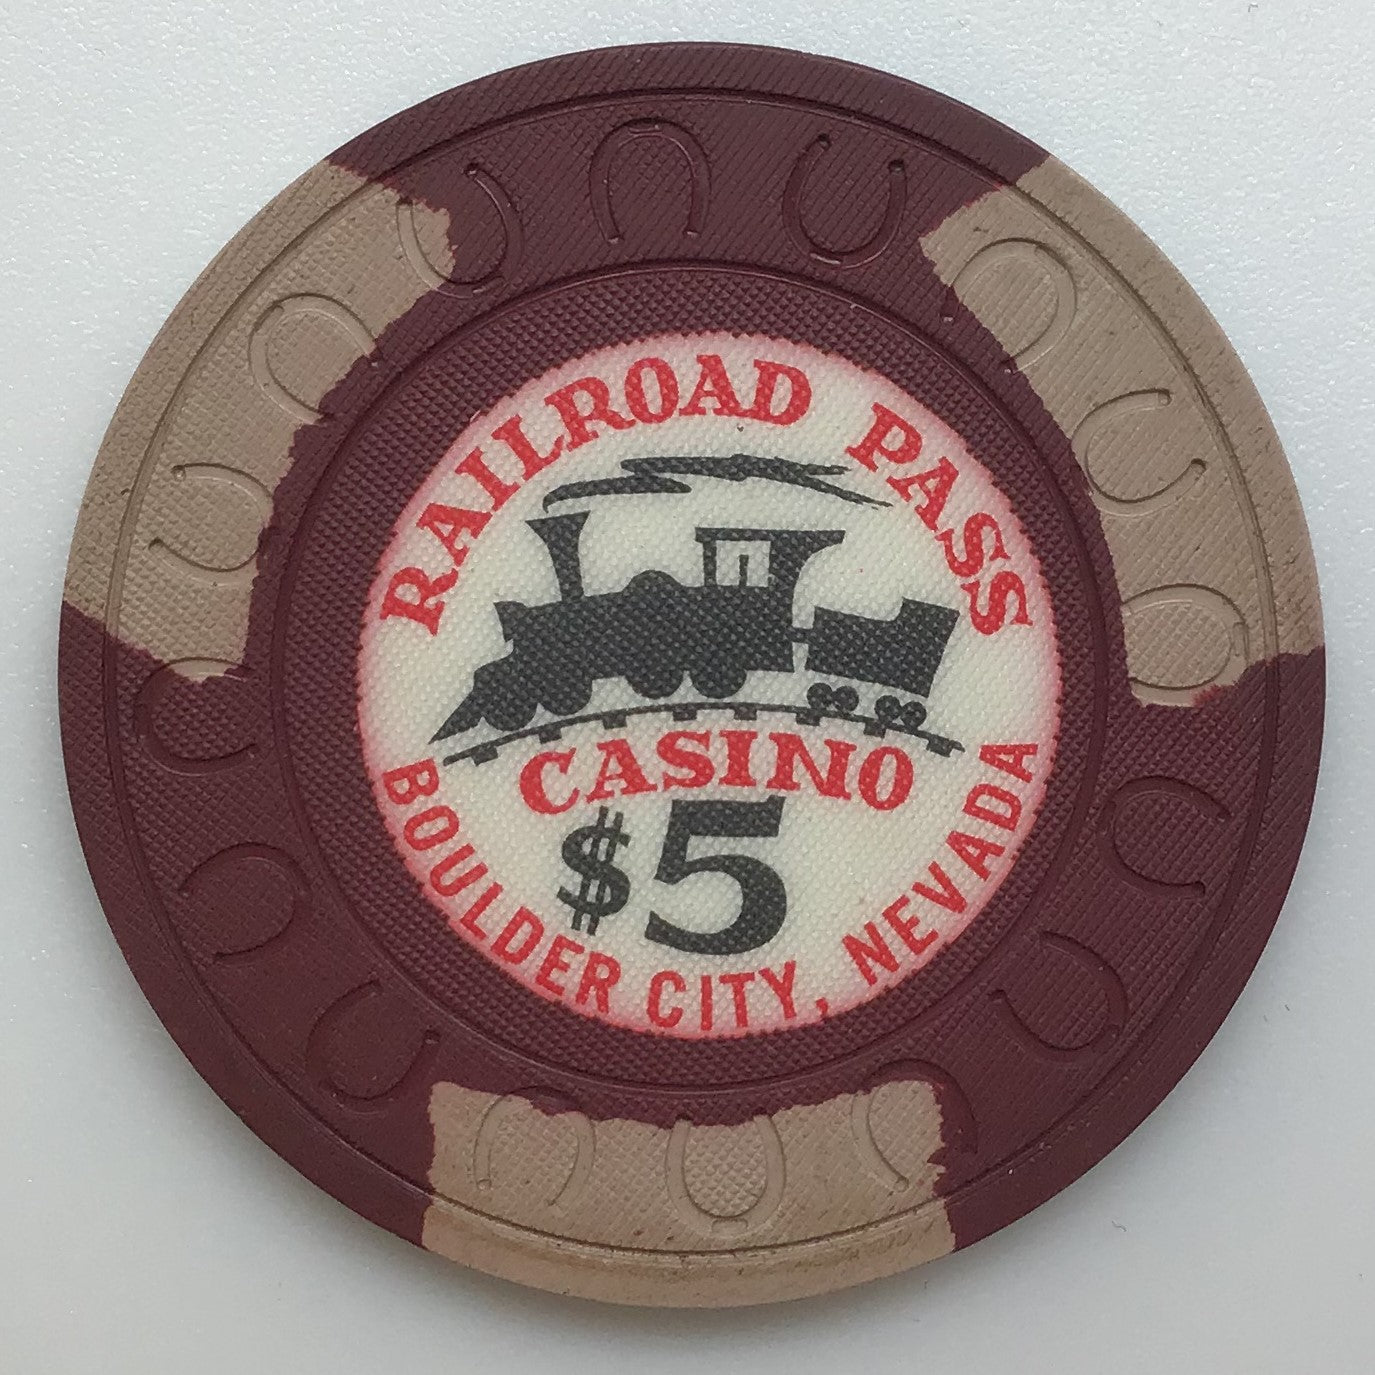 RAILROAD PASS
CASINO
$5
BOULDER CITY, NEVADA